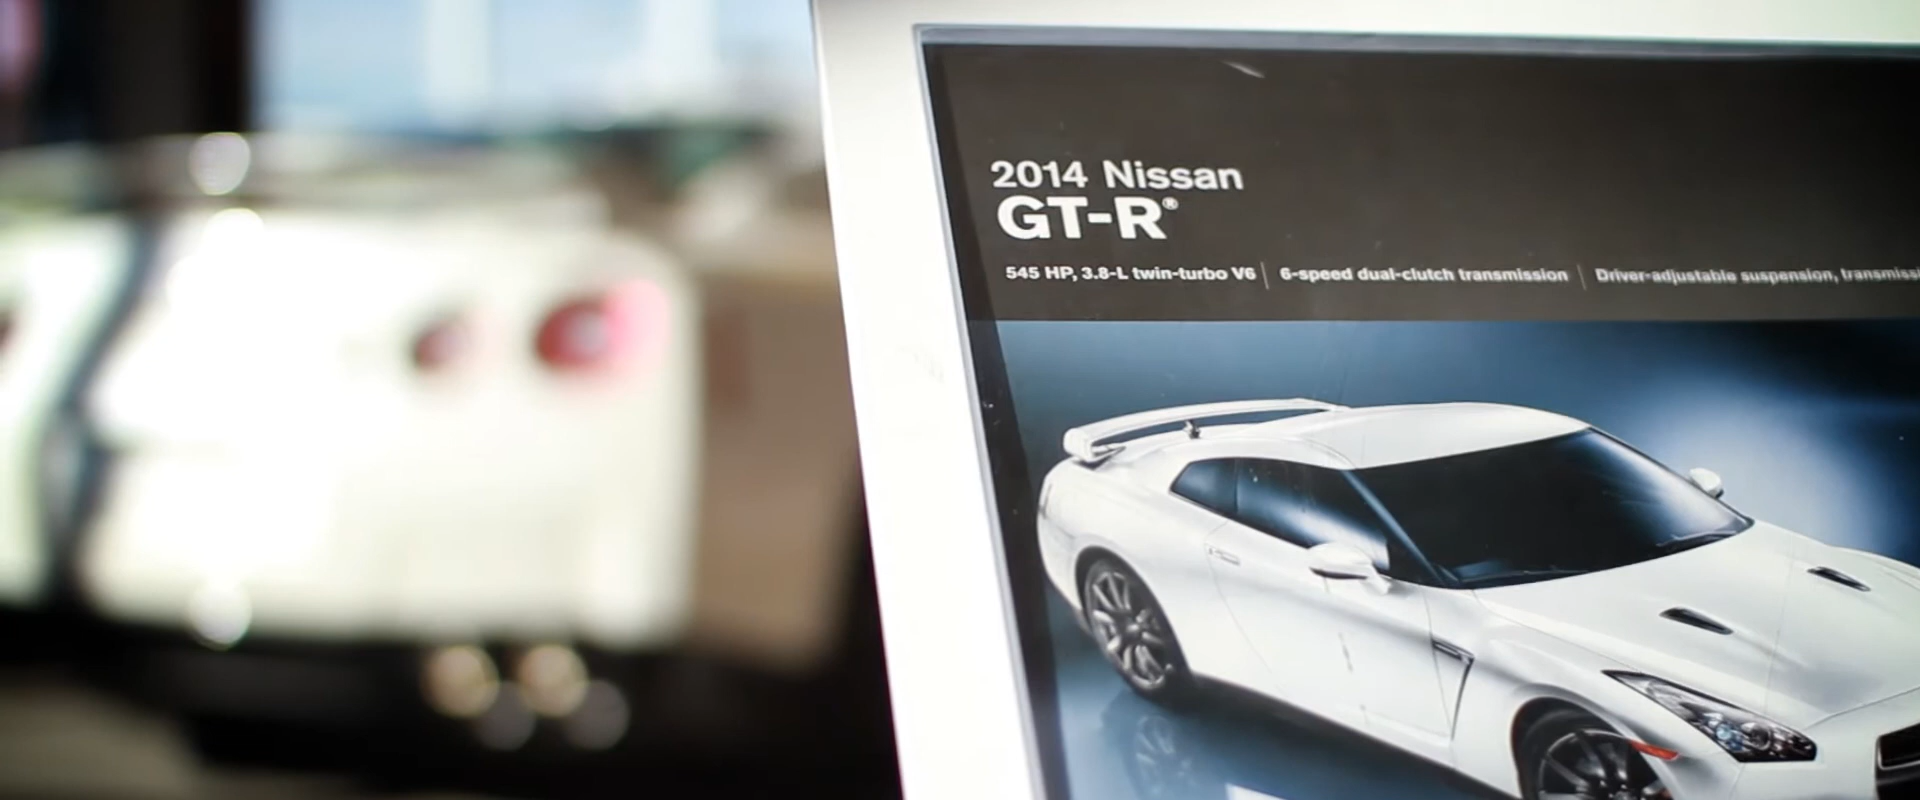 2014 Nissan
GT-R®
545 HP, 3.8-L twin-turbo V6 | 6-speed dual-clutch transmission | Driver-adjustable suspension,